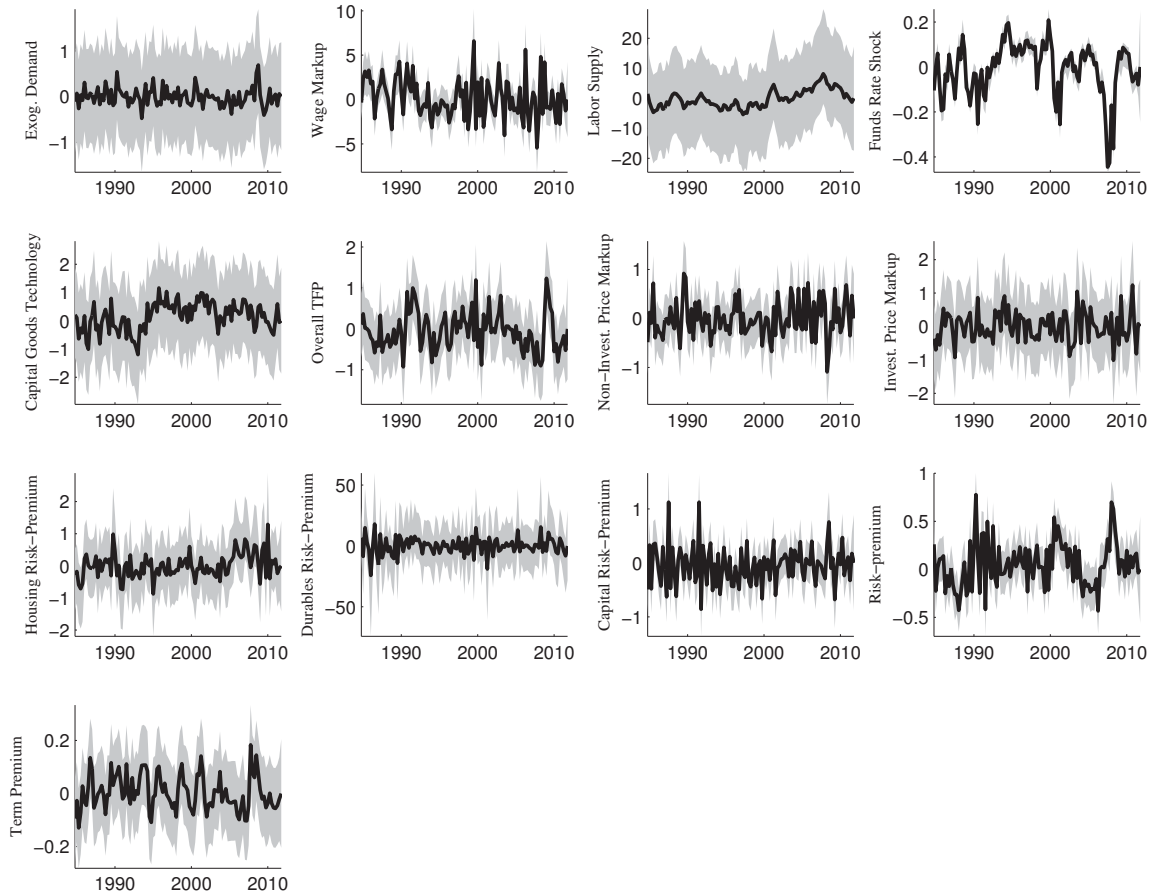 Exog. Demand
1
0
−1
1990 2000 2010
Wage Markup
10
5
0
−5
1990 2000 2010
Labor Supply
20
10
0
−10
−20
1990 2000 2010
Funds Rate Shock
0.2
0
−0.2
−0.4
1990 2000 2010
Capital Goods Technology
2
1
0
−1
−2
1990 2000 2010
Overall TFP
2
1
0
−1
1990 2000 2010
Non−Invest. Price Markup
1
0
−1
1990 2000 2010
Invest. Price Markup
2
1
0
−1
−2
1990 2000 2010
Housing Risk−Premium
2
1
0
−1
−2
1990 2000 2010
Durables Risk−Premium
50
0
−50
1990 2000 2010
Capital Risk−Premium
1
0
−1
1990 2000 2010
Risk−premium
1
0.5
0
−0.5
1990 2000 2010
Term Premium
0.2
0
−0.2
1990 2000 2010